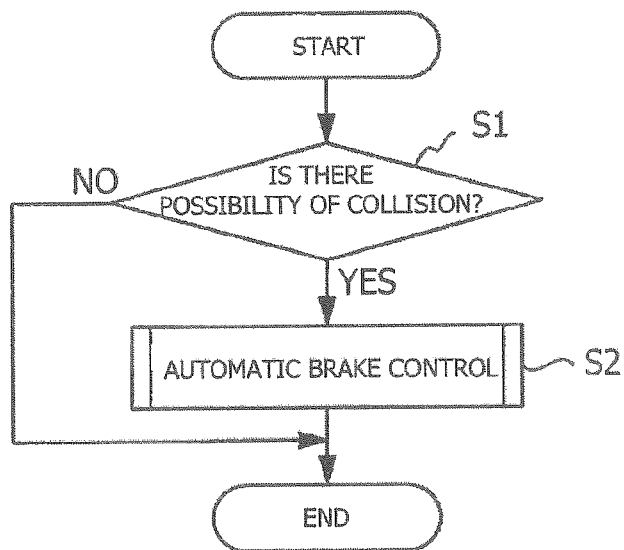 START
S1
IS THERE
POSSIBILITY OF COLLISION?
NO
YES
AUTOMATIC BRAKE CONTROL
S2
END